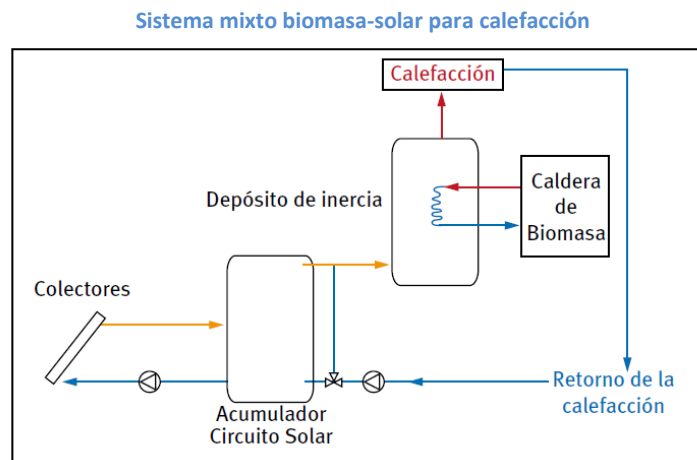 Sistema mixto biomasa-solar para calefacción
Calefacción
Depósito de inercia
Caldera
de
Biomasa
Colectores
Acumulador
Circuito Solar
Retorno de la
calefacción